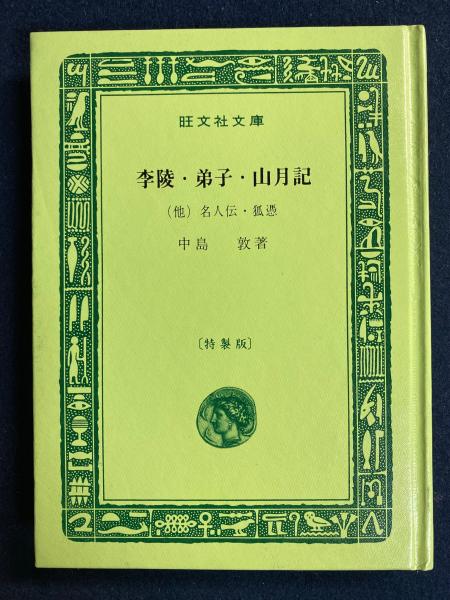 旺文社文庫
李陵・弟子・山月記
(他) 名人伝・狐憑
中島 敦著
〔特製版〕